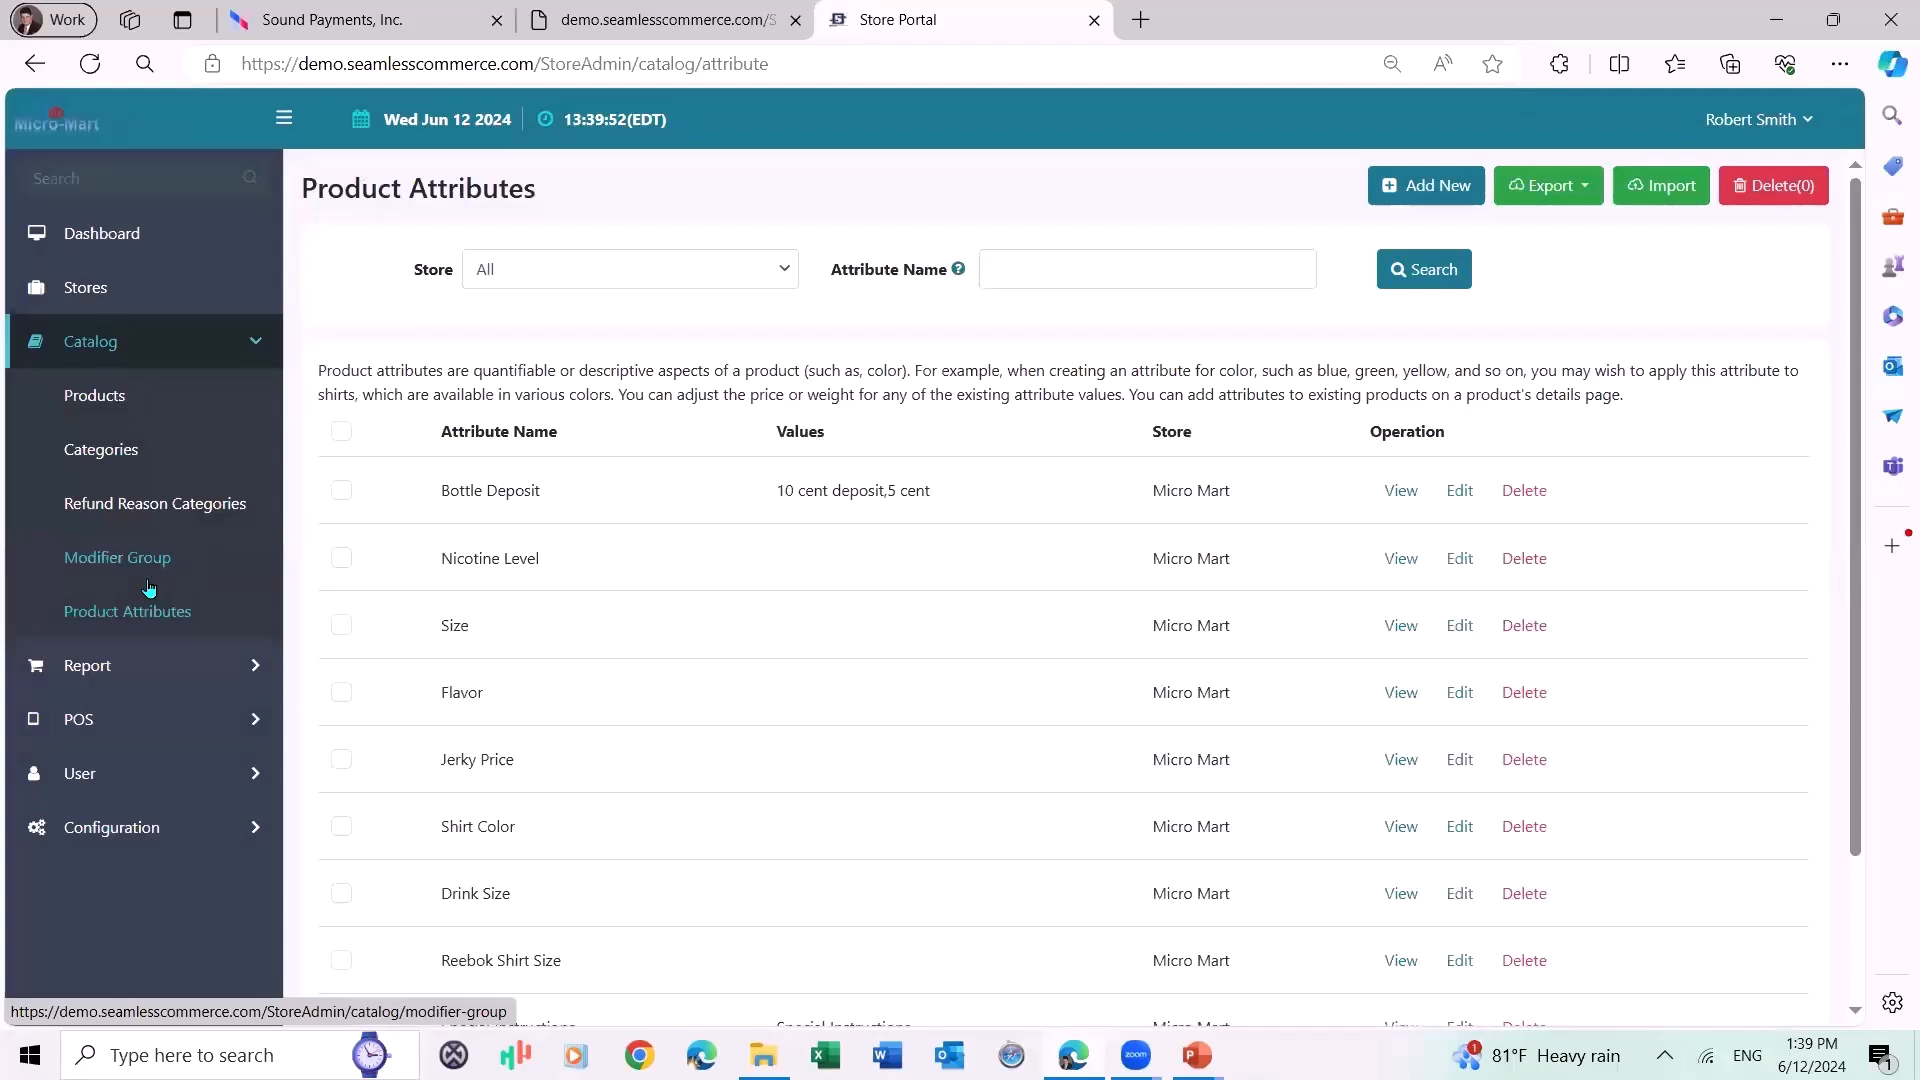 Work
Sound Payments, Inc.
demo.seamlesscommerce.com/S
Store Portal
https://demo.seamlesscommerce.com/StoreAdmin/catalog/attribute
Micro-Mart
Wed Jun 12 2024
13:39:52(EDT)
Robert Smith
Search
Dashboard
Stores
Catalog
Products
Categories
Refund Reason Categories
Modifier Group
Product Attributes
Report
POS
User
Configuration
Product Attributes
Add New
Export
Import
Delete(0)
Store
All
Attribute Name
Search
Product attributes are quantifiable or descriptive aspects of a product (such as, color). For example, when creating an attribute for color, such as blue, green, yellow, and so on, you may wish to apply this attribute to
shirts, which are available in various colors. You can adjust the price or weight for any of the existing attribute values. You can add attributes to existing products on a product's details page.
Attribute Name Values Store Operation
Bottle Deposit 10 cent deposit,5 cent Micro Mart View Edit Delete
Nicotine Level Micro Mart View Edit Delete
Size Micro Mart View Edit Delete
Flavor Micro Mart View Edit Delete
Jerky Price Micro Mart View Edit Delete
Shirt Color Micro Mart View Edit Delete
Drink Size Micro Mart View Edit Delete
Reebok Shirt Size Micro Mart View Edit Delete
https://demo.seamlesscommerce.com/StoreAdmin/catalog/modifier-group
Type here to search
zoom
1
81°F Heavy rain
ENG
1:39 PM
6/12/2024
1